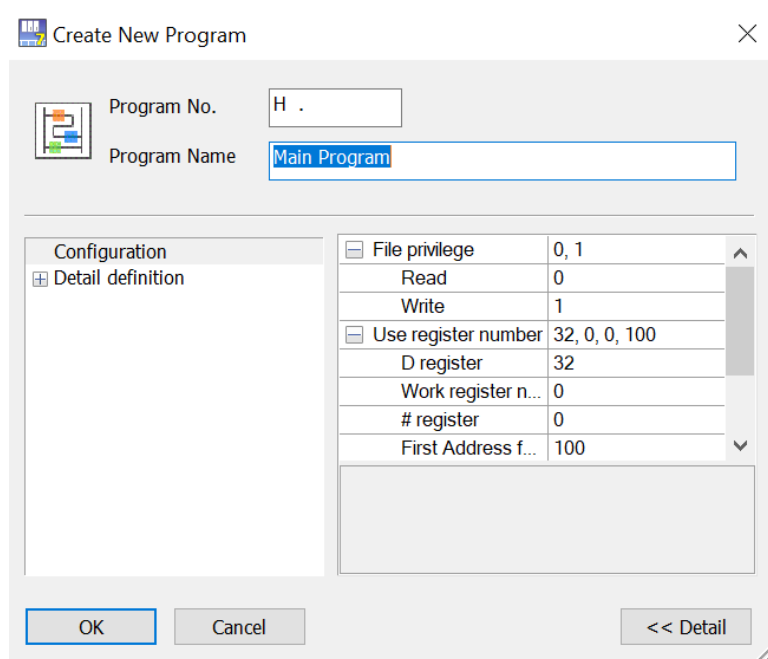 Create New Program
Program No. H .
Program Name Main Program
Configuration
Detail definition
File privilege 0, 1
Read 0
Write 1
Use register number 32, 0, 0, 100
D register 32
Work register n... 0
# register 0
First Address f... 100
OK Cancel << Detail